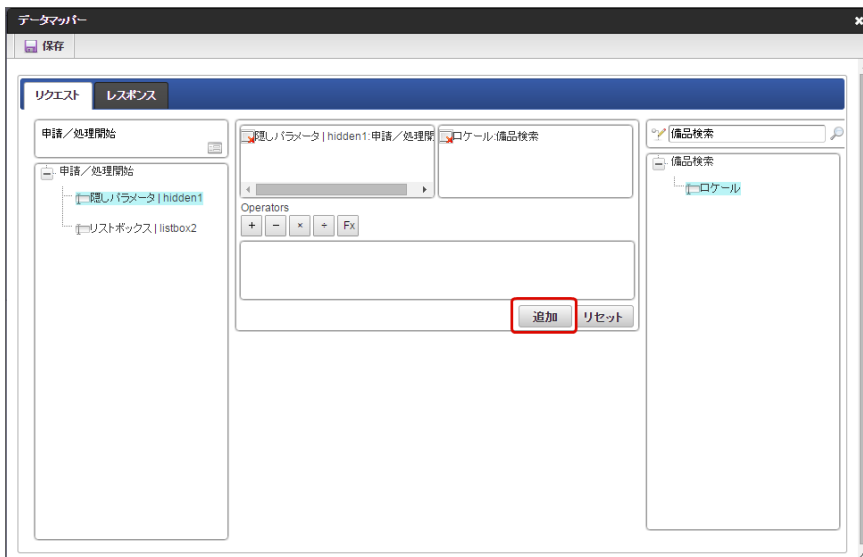 データマッパー
保存
リクエスト レスポンス
申請／処理開始
申請／処理開始
隠しパラメータ | hidden1
リストボックス | listbox2
隠しパラメータ | hidden1:申請／処理開
ロケール:備品検索
Operators
+ − × ÷ Fx
追加 リセット
備品検索
備品検索
ロケール